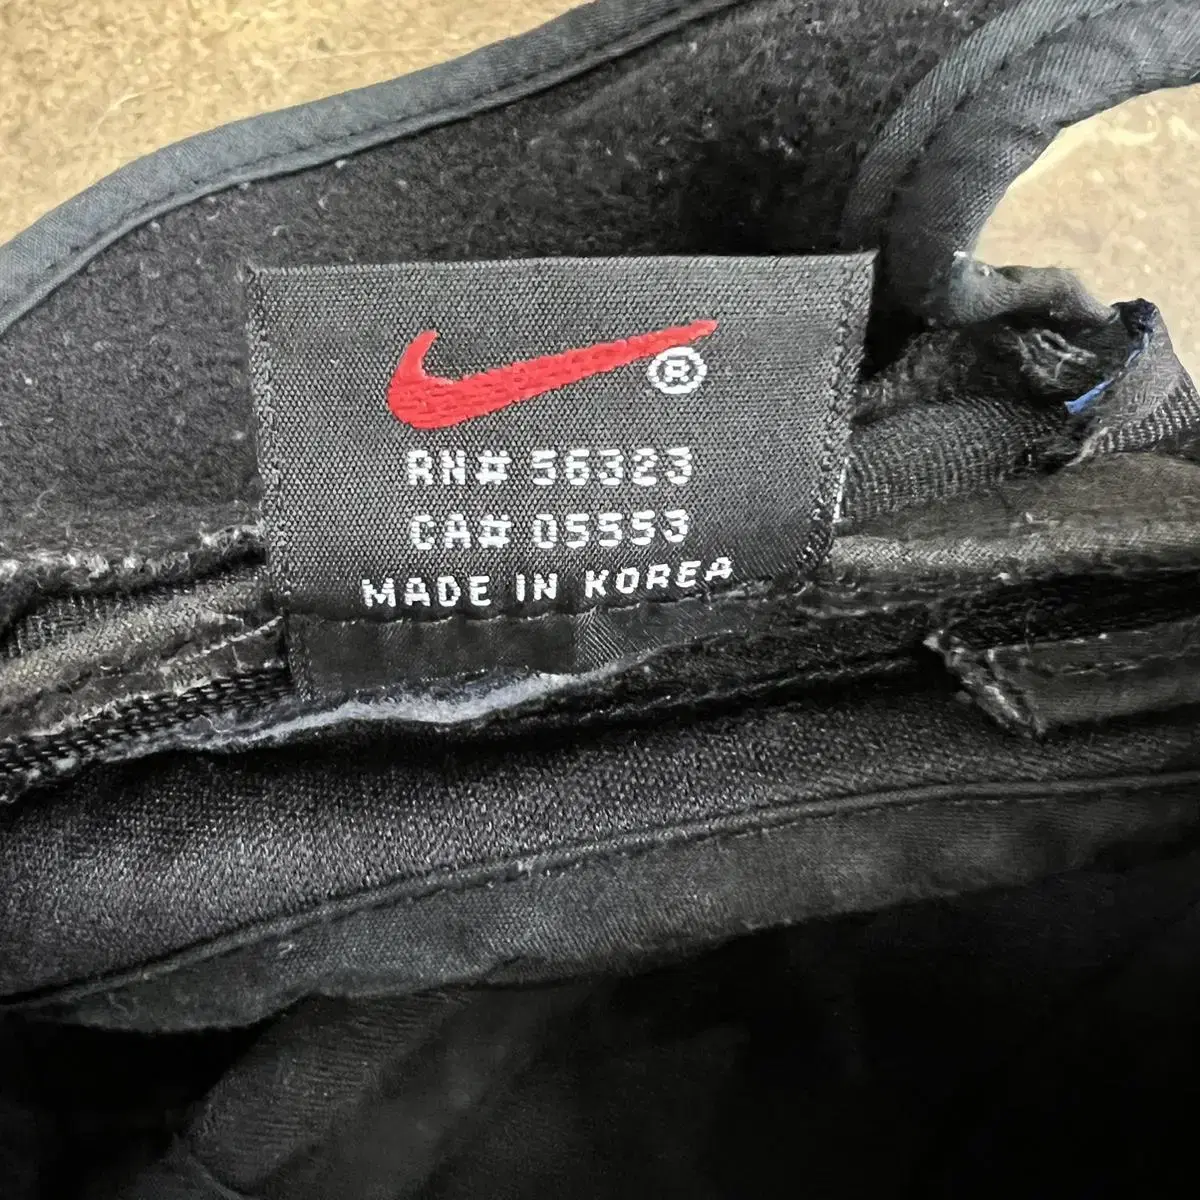 ®
RN# 56323
CA# 05553
MADE IN KOREA